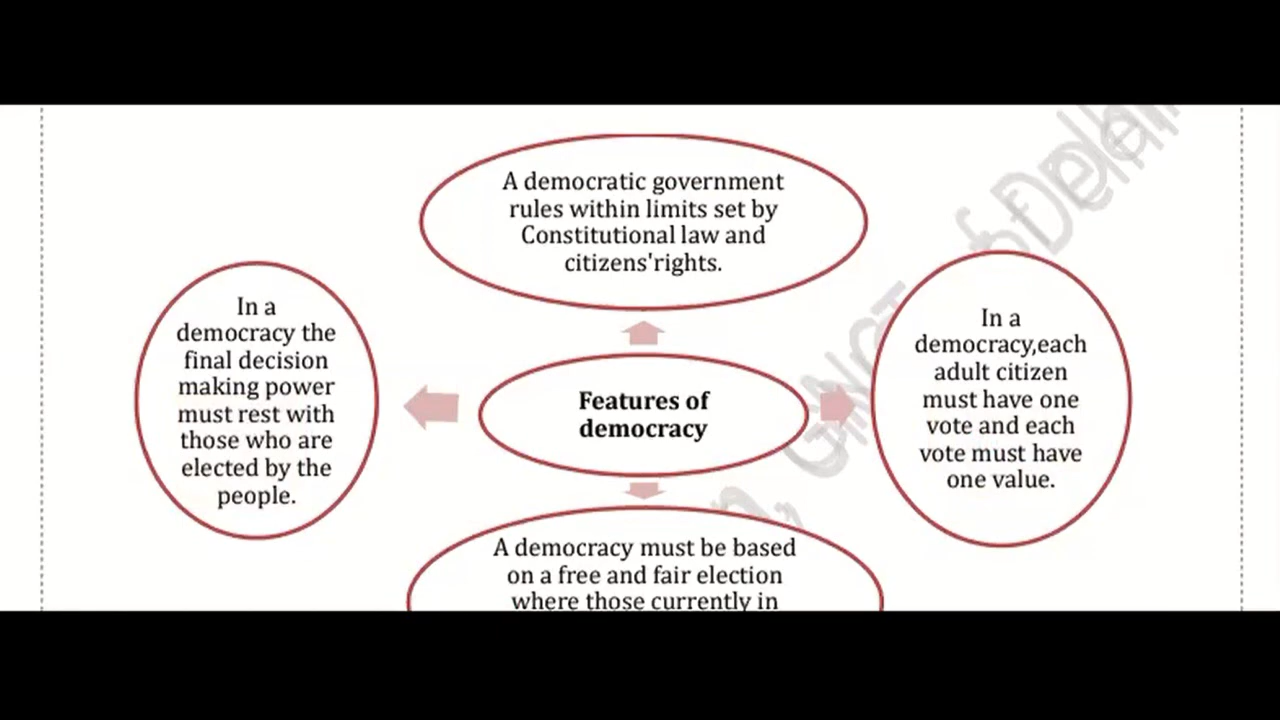 A democratic government
rules within limits set by
Constitutional law and
citizens'rights.
In a
democracy the
final decision
making power
must rest with
those who are
elected by the
people.
Features of
democracy
In a
democracy,each
adult citizen
must have one
vote and each
vote must have
one value.
A democracy must be based
on a free and fair election
where those currently in